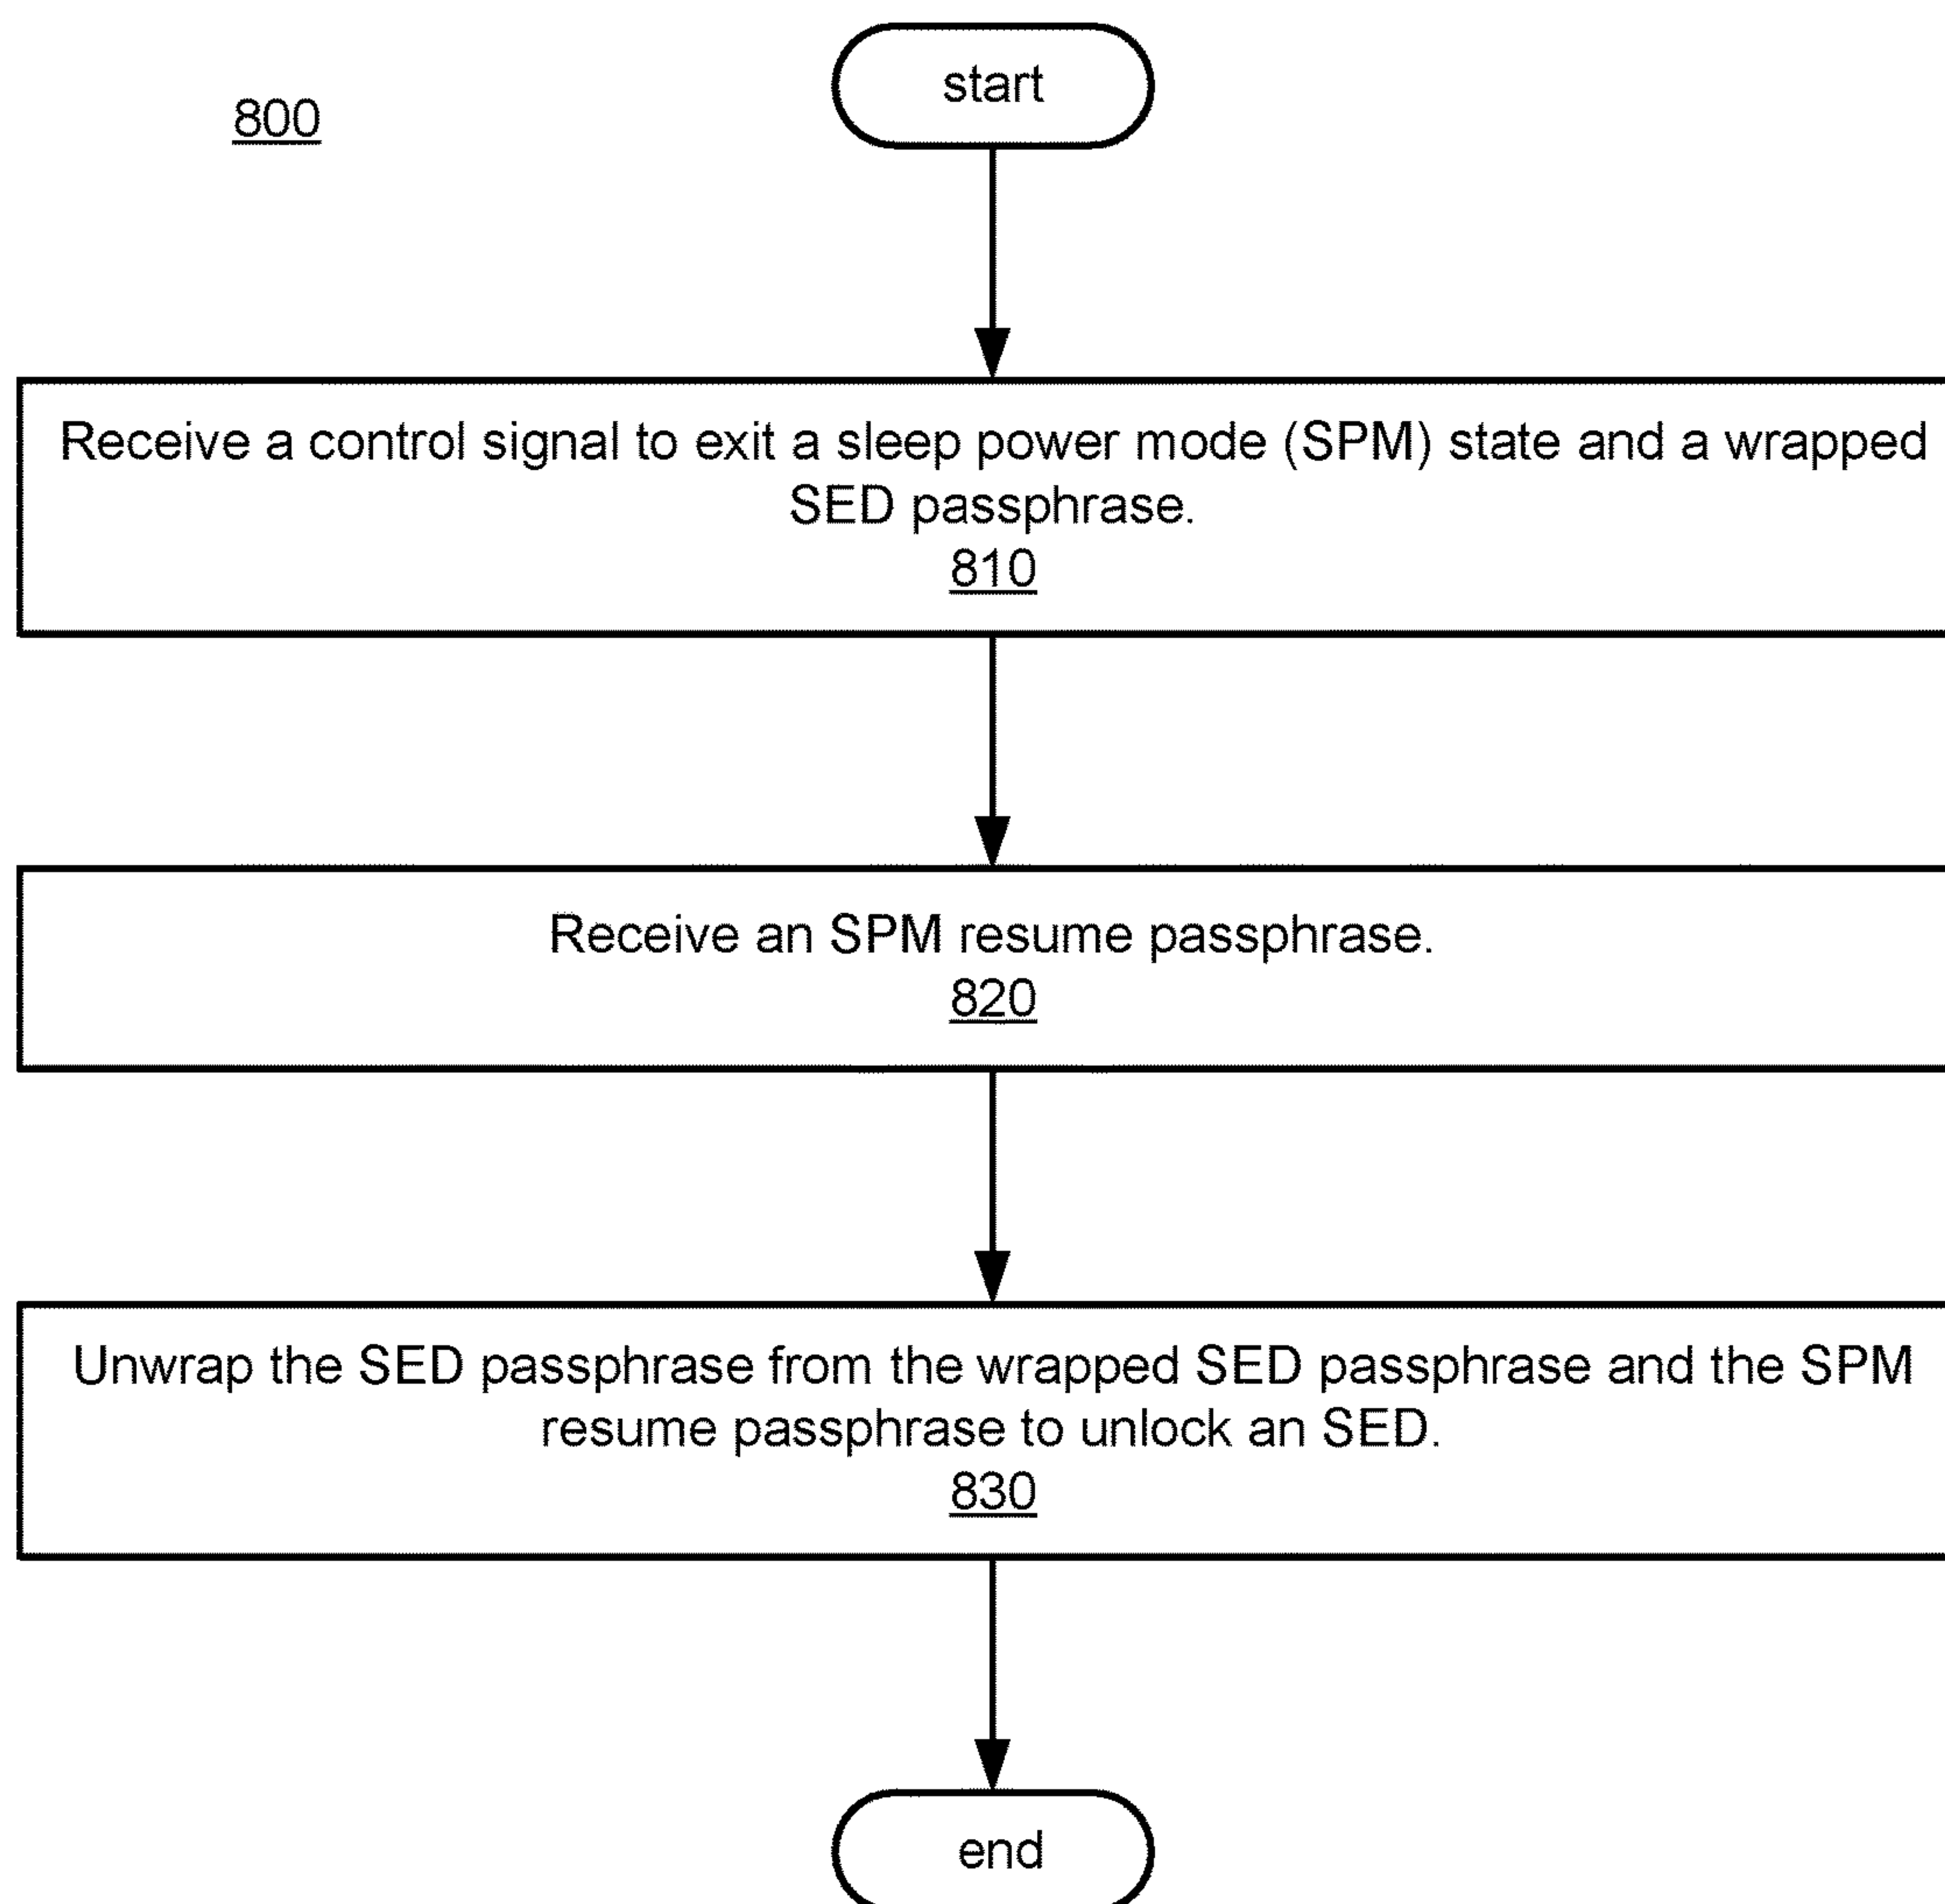 start
800
Receive a control signal to exit a sleep power mode (SPM) state and a wrapped
SED passphrase.
810
Receive an SPM resume passphrase.
820
Unwrap the SED passphrase from the wrapped SED passphrase and the SPM
resume passphrase to unlock an SED.
830
end